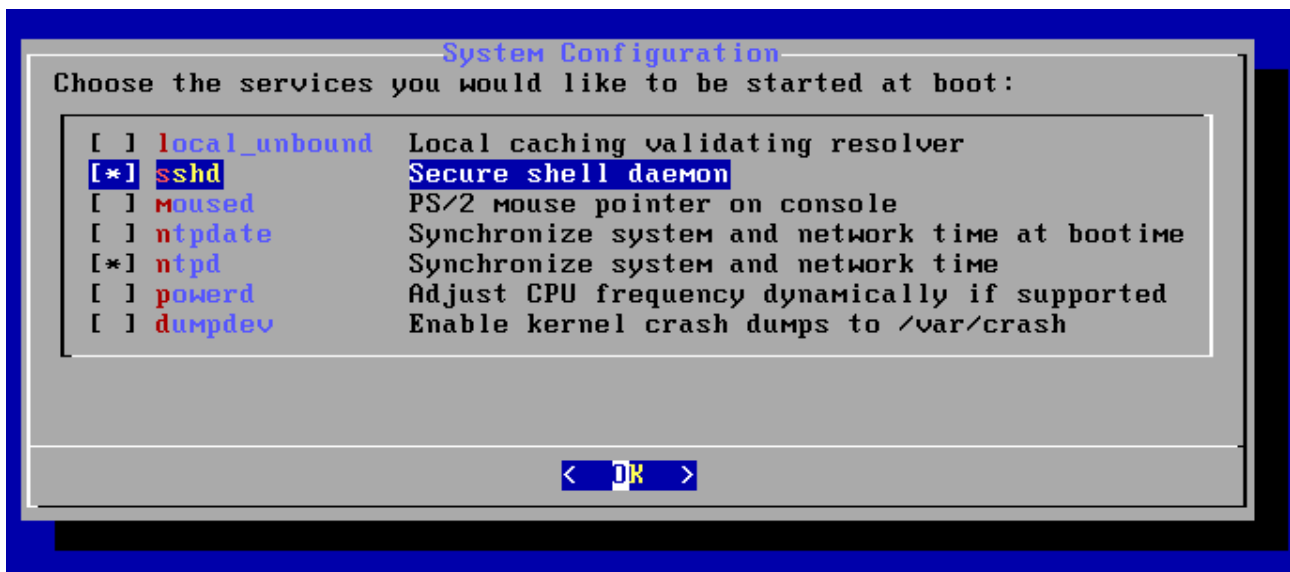 System Configuration
Choose the services you would like to be started at boot:
[ ] local_unbound Local caching validating resolver
[*] sshd Secure shell daemon
[ ] moused PS/2 mouse pointer on console
[ ] ntpdate Synchronize system and network time at bootime
[*] ntpd Synchronize system and network time
[ ] powerd Adjust CPU frequency dynamically if supported
[ ] dumpdev Enable kernel crash dumps to /var/crash
< OK >